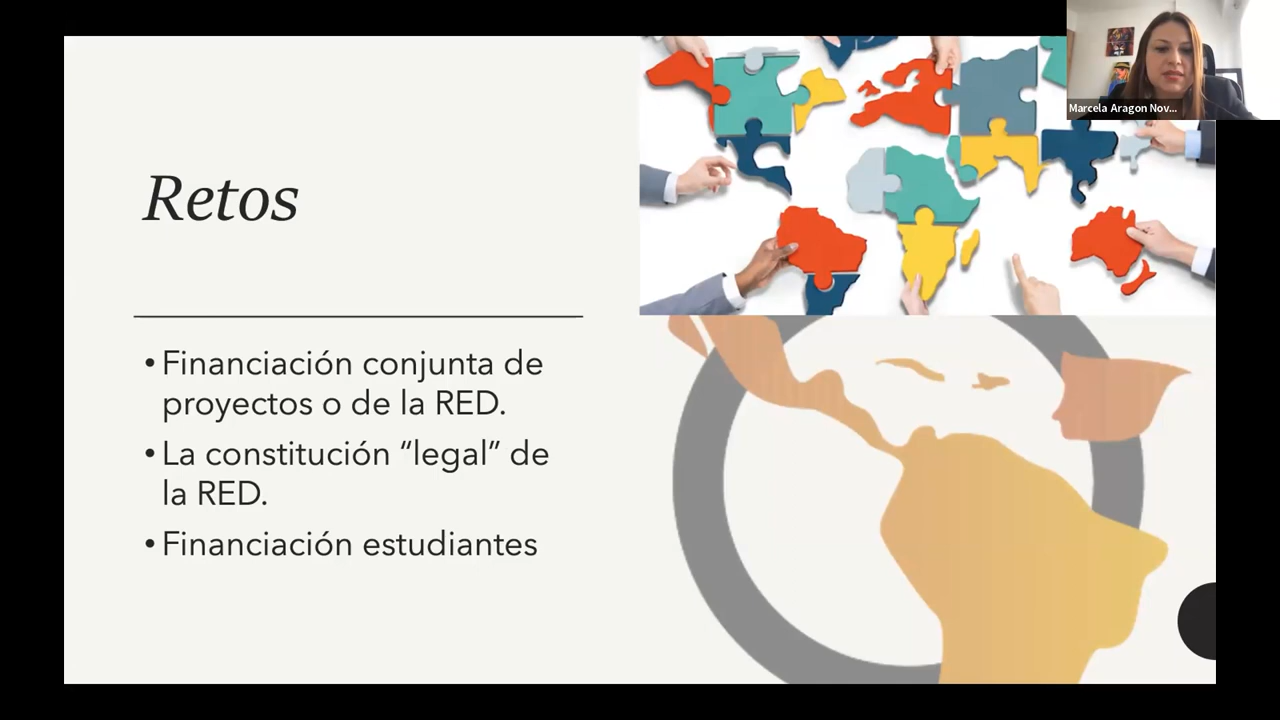 Marcela Aragon Nov...
Retos
•Financiación conjunta de
proyectos o de la RED.
•La constitución “legal” de
la RED.
•Financiación estudiantes